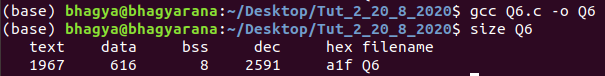 (base) bhagya@bhagyarana:~/Desktop/Tut_2_20_8_2020$ gcc Q6.c -o Q6
(base) bhagya@bhagyarana:~/Desktop/Tut_2_20_8_2020$ size Q6
text data bss dec hex filename
1967 616 8 2591 a1f Q6